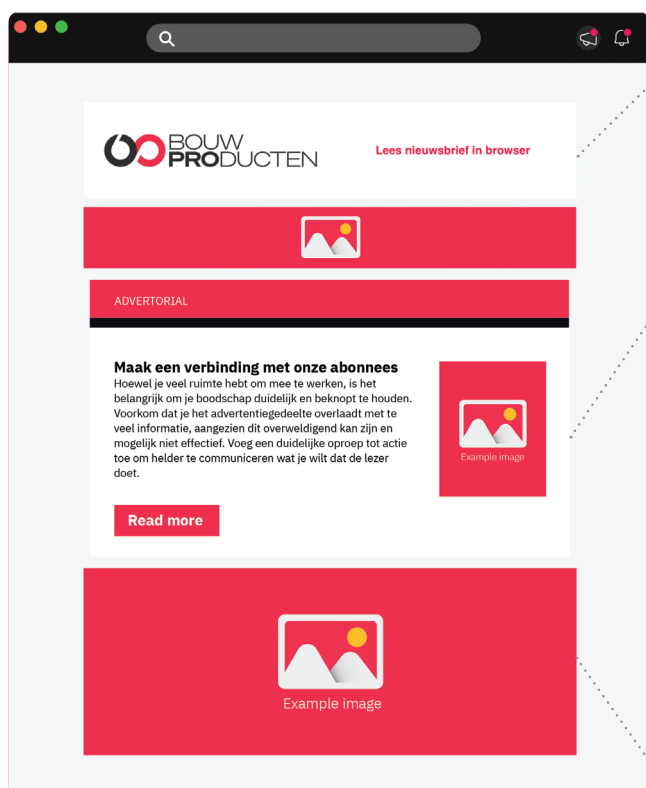 BOUW
PRODUCTEN
Lees nieuwsbrief in browser
ADVERTORIAL
Maak een verbinding met onze abonnees
Hoewel je veel ruimte hebt om mee te werken, is het
belangrijk om je boodschap duidelijk en beknopt te houden.
Voorkom dat je het advertentiegedeelte overlaadt met te
veel informatie, aangezien dit overweldigend kan zijn en
mogelijk niet effectief. Voeg een duidelijke oproep tot actie
toe om helder te communiceren wat je wilt dat de lezer
doet.
Example image
Read more
Example image